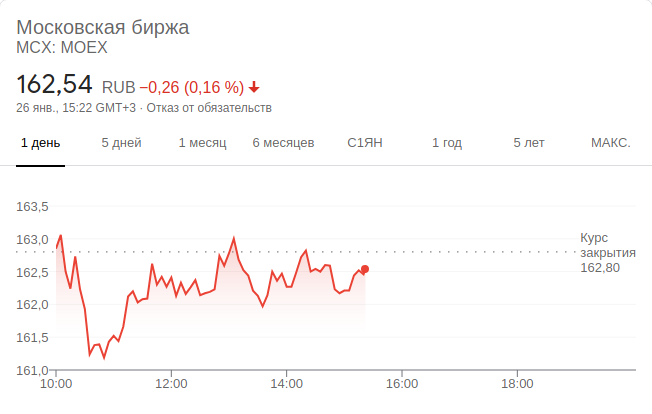 Московская биржа
MCX: MOEX
162,54 RUB −0,26 (0,16 %)
26 янв., 15:22 GMT+3 · Отказ от обязательств
1 день 5 дней 1 месяц 6 месяцев С1ЯН 1 год 5 лет МАКС.
163,5
163,0
162,5
162,0
161,5
161,0
Курс
закрытия
162,80
10:00 12:00 14:00 16:00 18:00